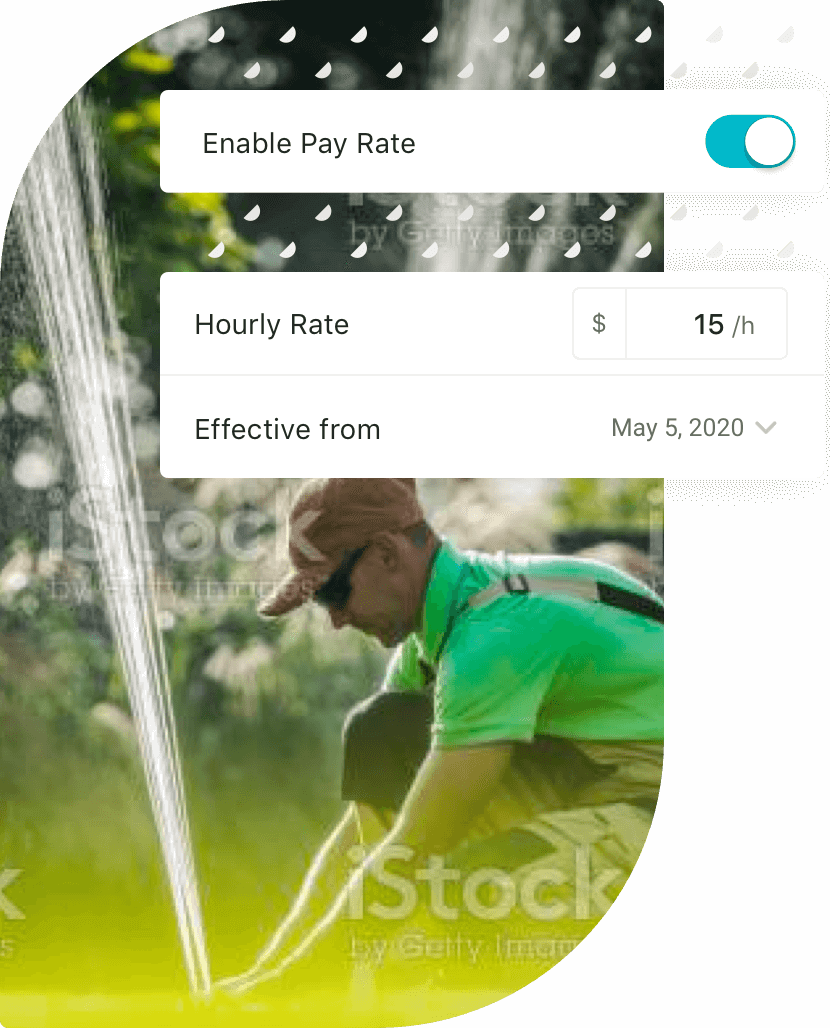 Enable Pay Rate
by Getty Images
Hourly Rate
$ 15 /h
Effective from
May 5, 2020
iStock
by Getty Images
iStock
by Getty Images